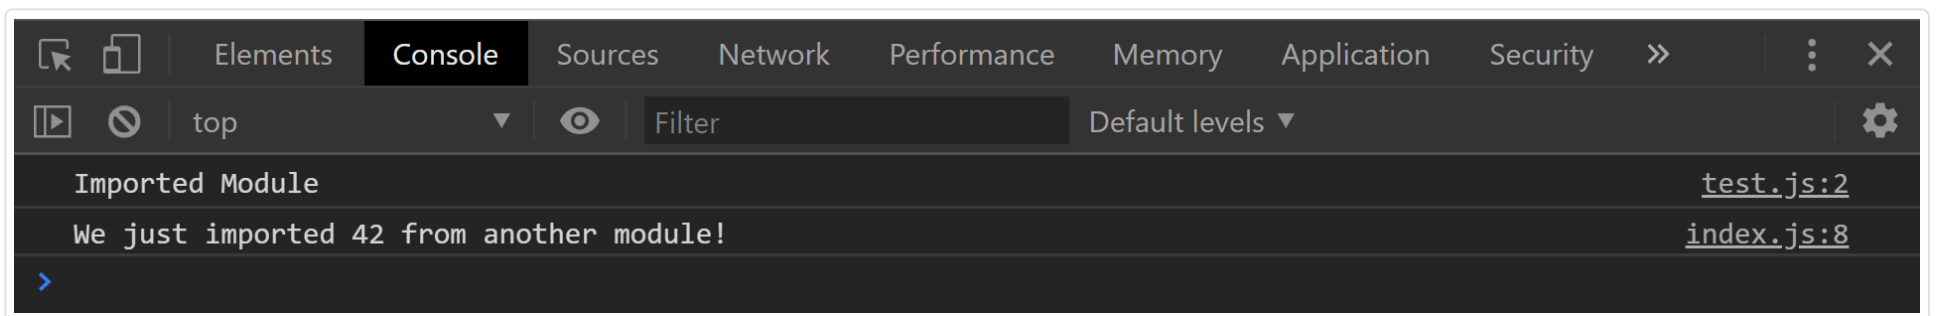 Elements Console Sources Network Performance Memory Application Security
top Filter Default levels
Imported Module test.js:2
We just imported 42 from another module! index.js:8